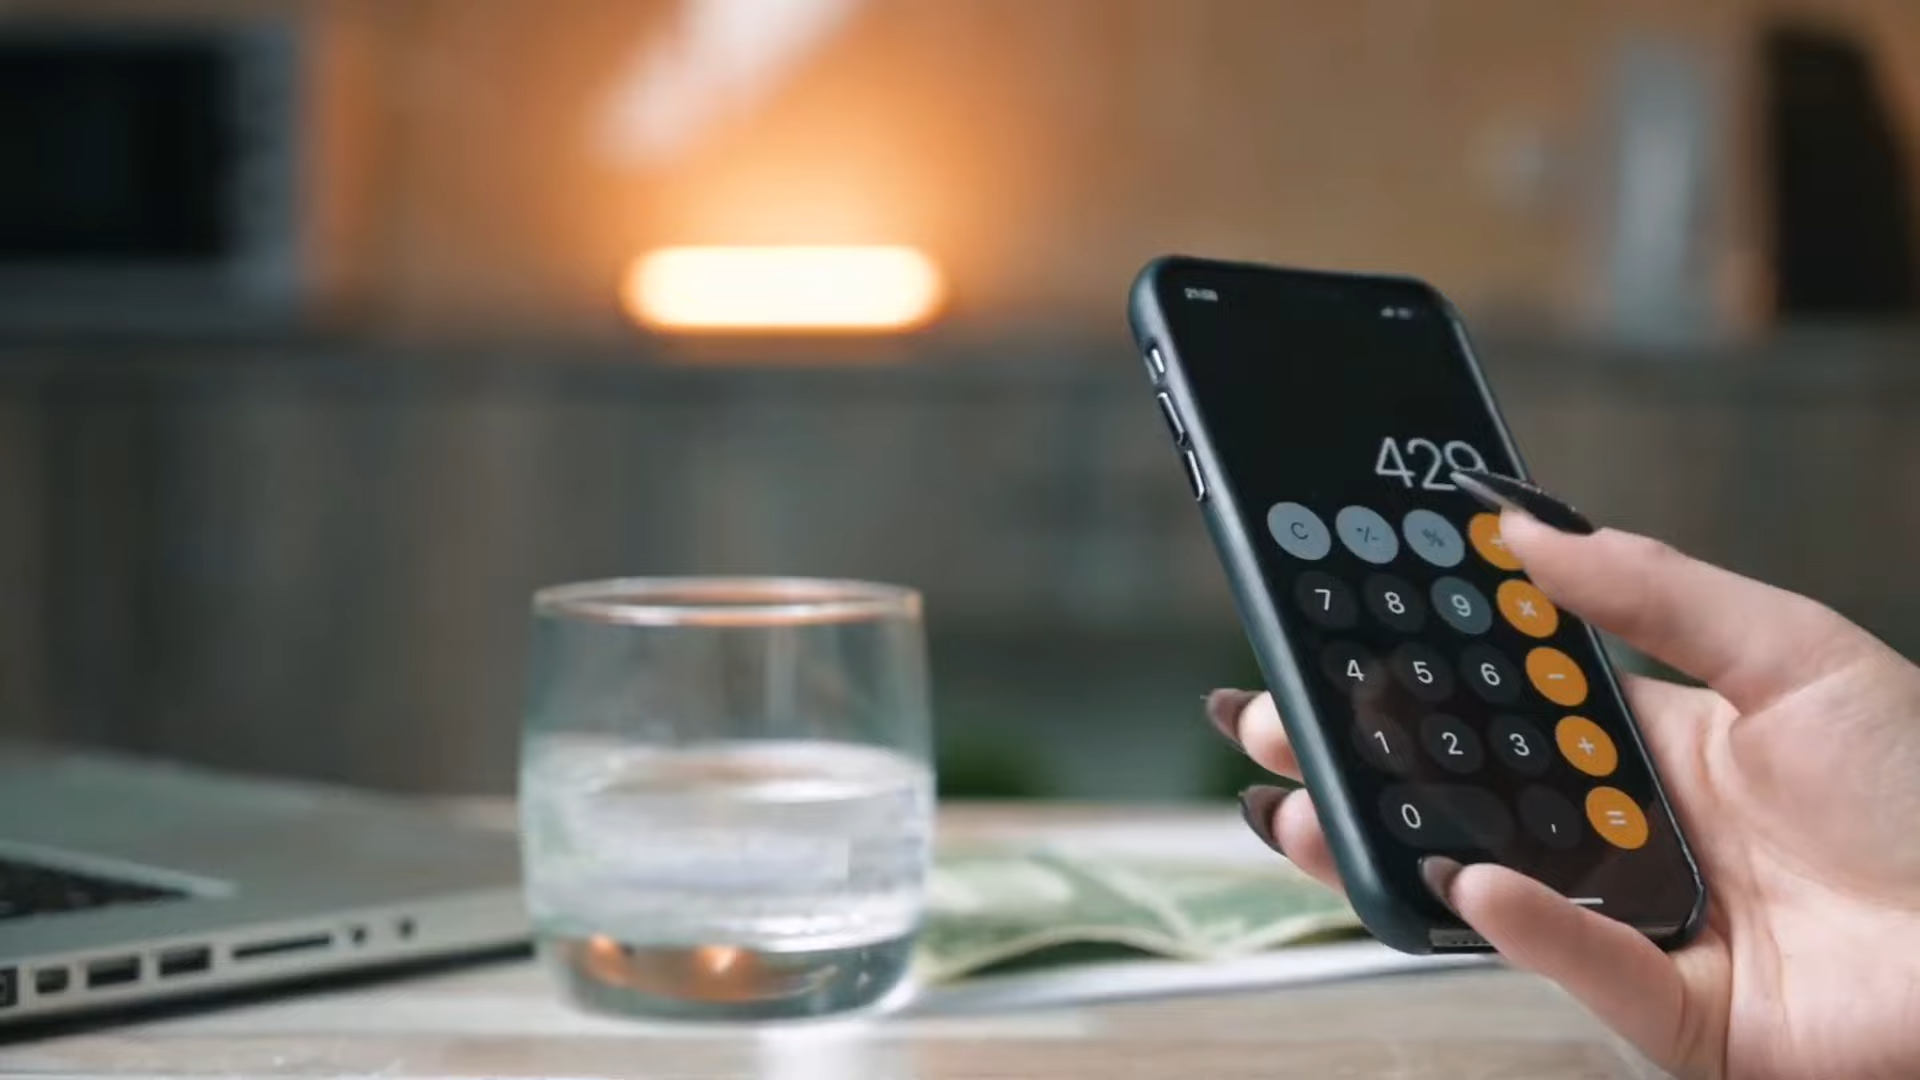 429
C +/- %
7 8 9 ×
4 5 6 −
1 2 3 +
0 , =